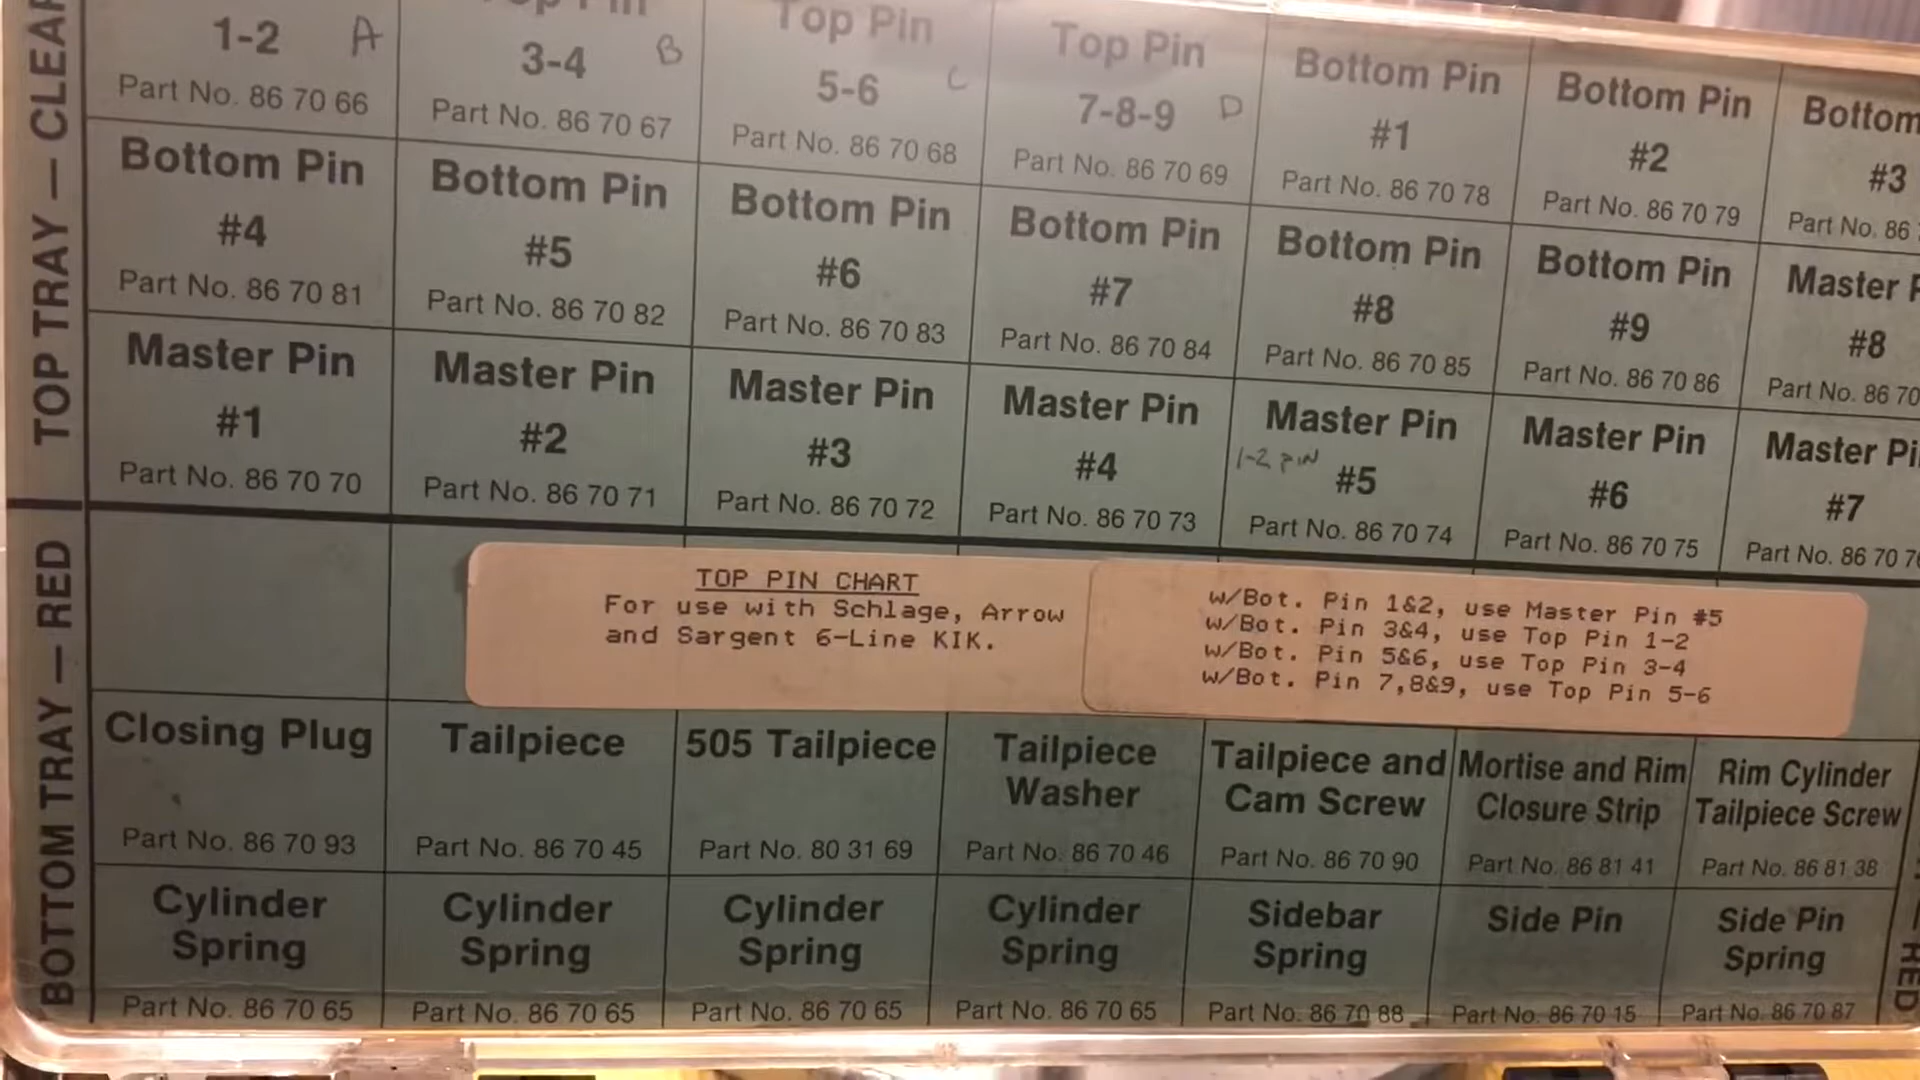 TOP TRAY — CLEAR
1-2 A
Part No. 86 70 66
Top Pin
3-4 B
Part No. 86 70 67
Top Pin
5-6 C
Part No. 86 70 68
Top Pin
7-8-9 D
Part No. 86 70 69
Bottom Pin
#1
Part No. 86 70 78
Bottom Pin
#2
Part No. 86 70 79
Bottom
#3
Part No. 86
Bottom Pin
#4
Part No. 86 70 81
Bottom Pin
#5
Part No. 86 70 82
Bottom Pin
#6
Part No. 86 70 83
Bottom Pin
#7
Part No. 86 70 84
Bottom Pin
#8
Part No. 86 70 85
Bottom Pin
#9
Part No. 86 70 86
Master
#8
Part No. 86 70
Master Pin
#1
Part No. 86 70 70
Master Pin
#2
Part No. 86 70 71
Master Pin
#3
Part No. 86 70 72
Master Pin
#4
Part No. 86 70 73
Master Pin
1-2 PIN #5
Part No. 86 70 74
Master Pin
#6
Part No. 86 70 75
Master Pi
#7
Part No. 86 70
BOTTOM TRAY — RED
TOP PIN CHART
For use with Schlage, Arrow
and Sargent 6-Line KIK.
w/Bot. Pin 1&2, use Master Pin #5
w/Bot. Pin 3&4, use Top Pin 1-2
w/Bot. Pin 5&6, use Top Pin 3-4
w/Bot. Pin 7,8&9, use Top Pin 5-6
Closing Plug
Part No. 86 70 93
Tailpiece
Part No. 86 70 45
505 Tailpiece
Part No. 80 31 69
Tailpiece
Washer
Part No. 86 70 46
Tailpiece and
Cam Screw
Part No. 86 70 90
Mortise and Rim
Closure Strip
Part No. 86 81 41
Rim Cylinder
Tailpiece Screw
Part No. 86 81 38
Cylinder
Spring
Part No. 86 70 65
Cylinder
Spring
Part No. 86 70 65
Cylinder
Spring
Part No. 86 70 65
Cylinder
Spring
Part No. 86 70 65
Sidebar
Spring
Part No. 86 70 88
Side Pin
Part No. 86 70 15
Side Pin
Spring
Part No. 86 70 87
— RED